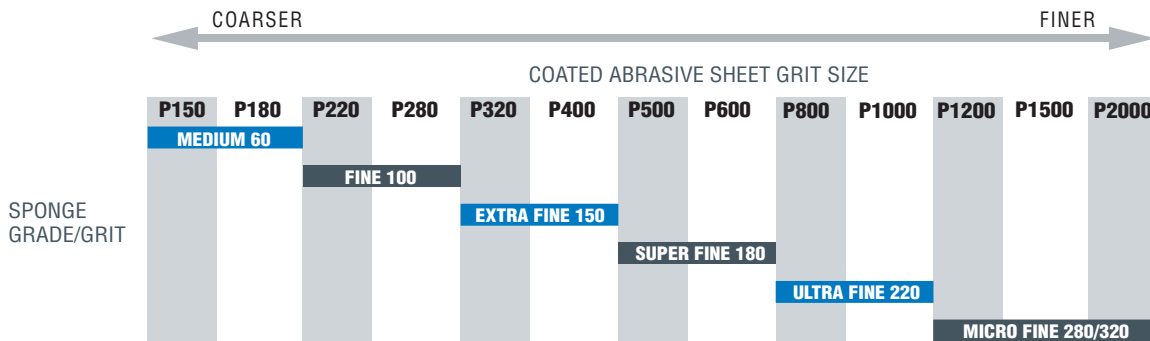 COARSER FINER
COATED ABRASIVE SHEET GRIT SIZE
P150 P180 P220 P280 P320 P400 P500 P600 P800 P1000 P1200 P1500 P2000
MEDIUM 60
FINE 100
SPONGE
GRADE/GRIT
EXTRA FINE 150
SUPER FINE 180
ULTRA FINE 220
MICRO FINE 280/320